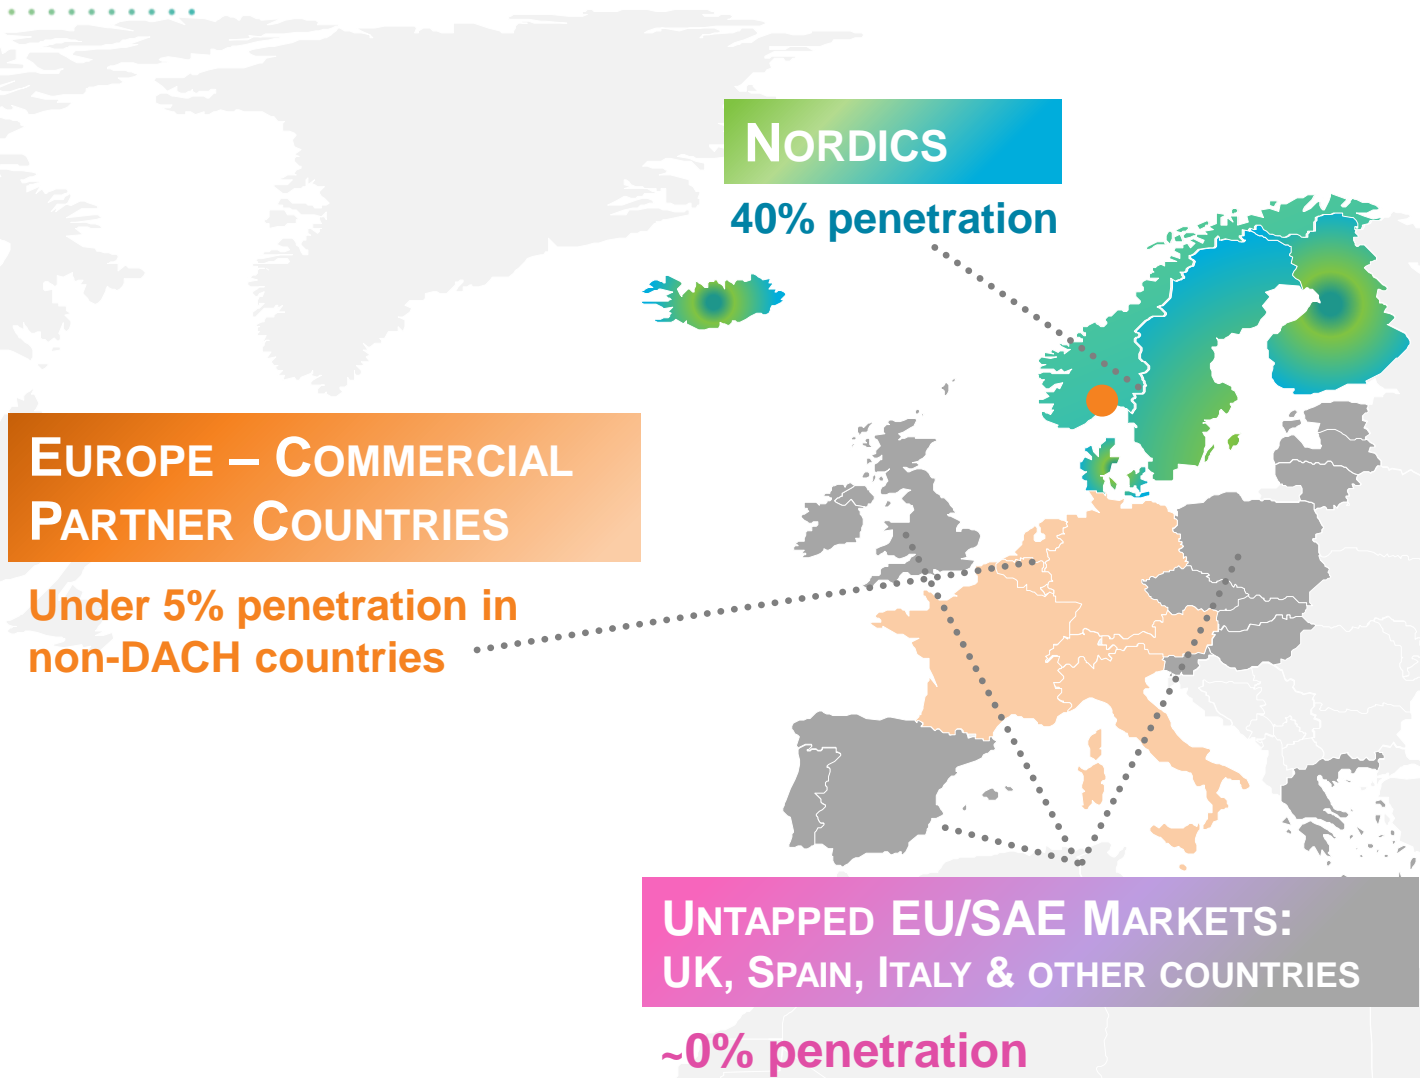 NORDICS
40% penetration
EUROPE – COMMERCIAL
PARTNER COUNTRIES
Under 5% penetration in
non-DACH countries
UNTAPPED EU/SAE MARKETS:
UK, SPAIN, ITALY & OTHER COUNTRIES
~0% penetration